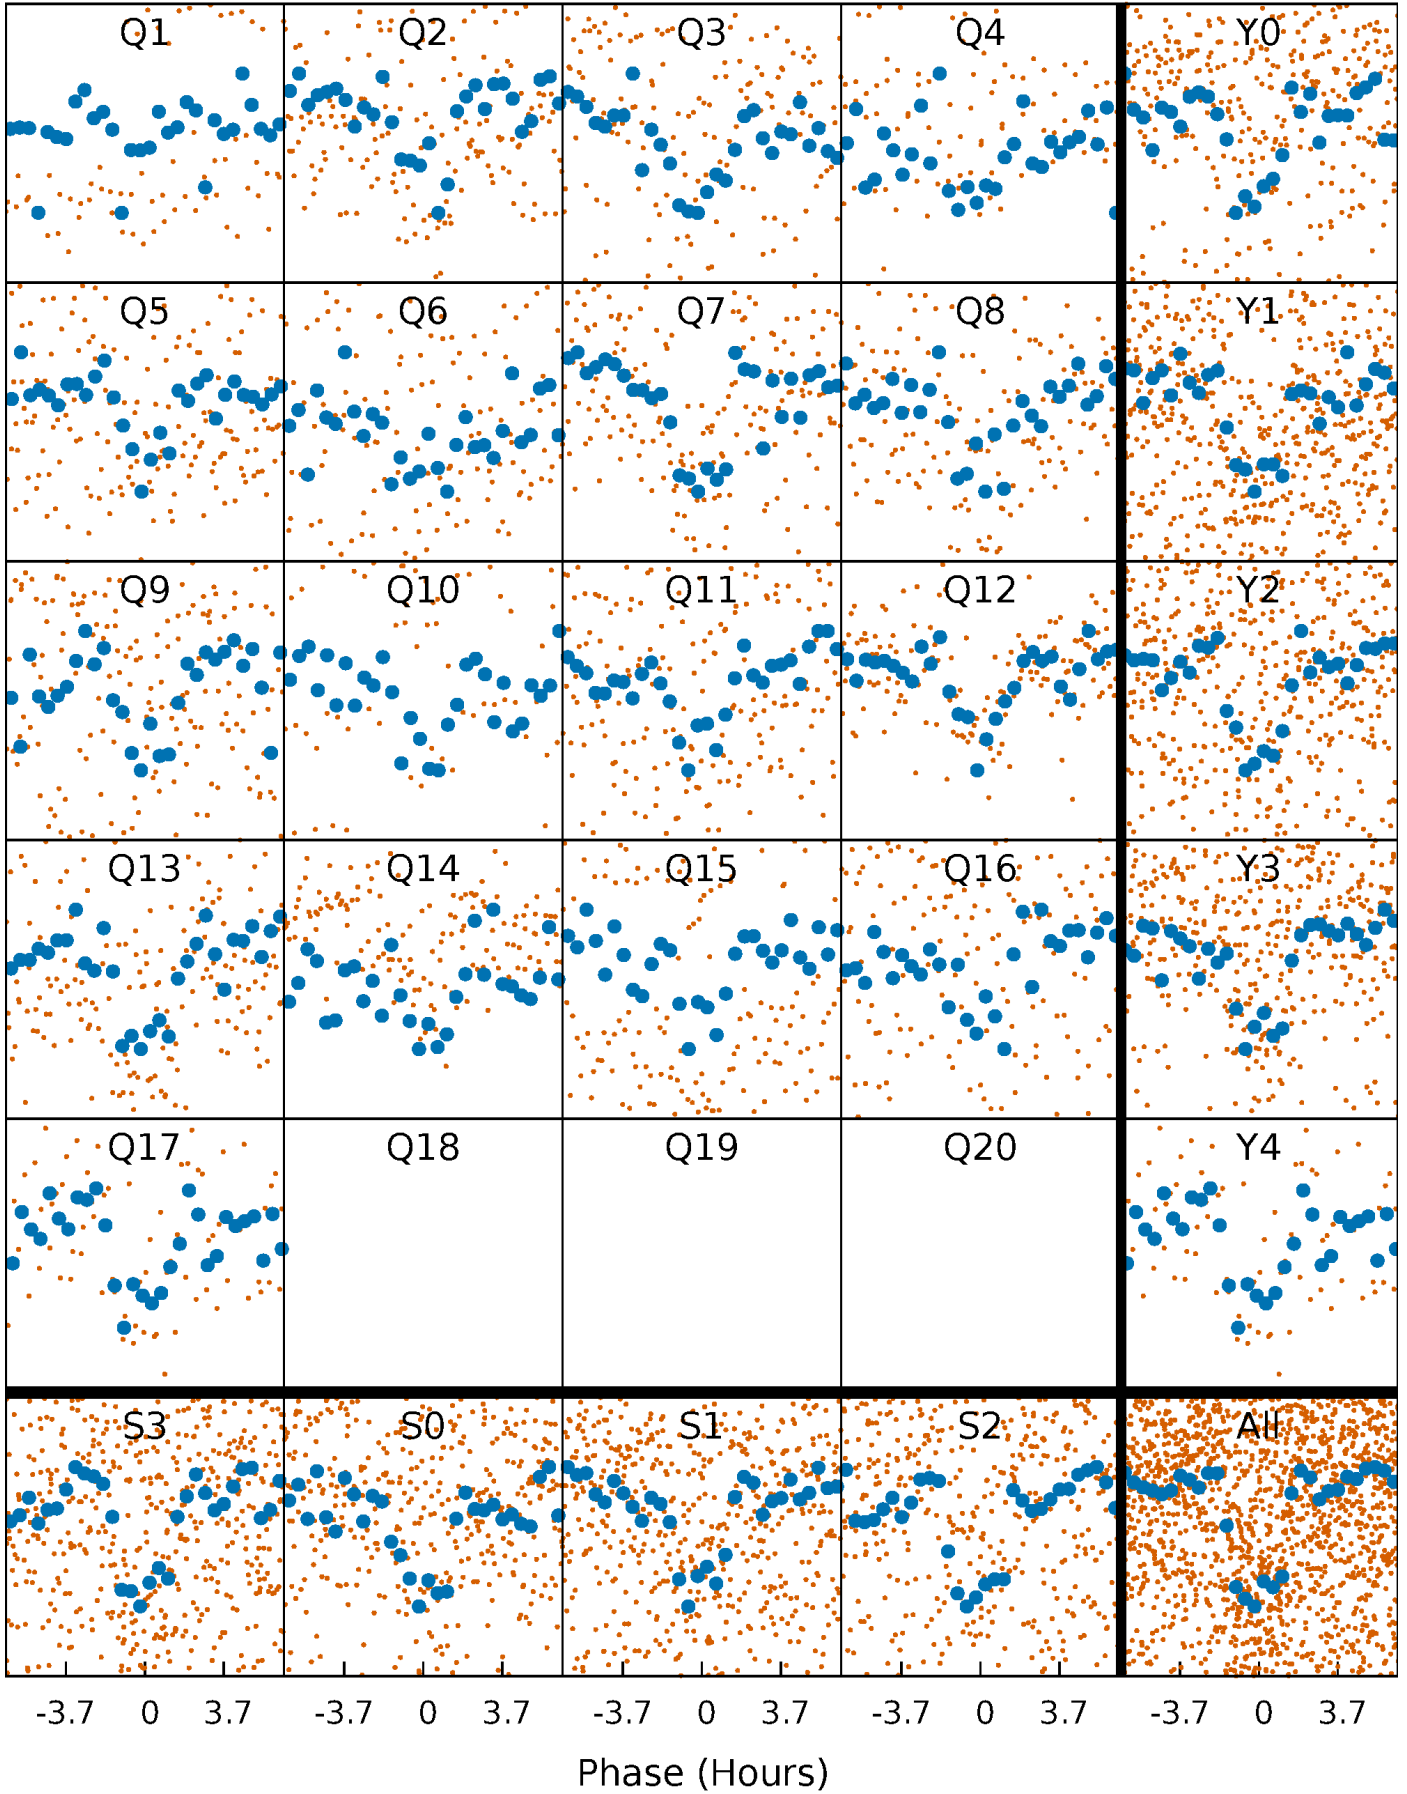 Q1 Q2 Q3 Q4 Y0
Q5 Q6 Q7 Q8 Y1
Q9 Q10 Q11 Q12 Y2
Q13 Q14 Q15 Q16 Y3
Q17 Q18 Q19 Q20 Y4
S3 S0 S1 S2 All
-3.7 0 3.7 -3.7 0 3.7 -3.7 0 3.7 -3.7 0 3.7 -3.7 0 3.7
Phase (Hours)